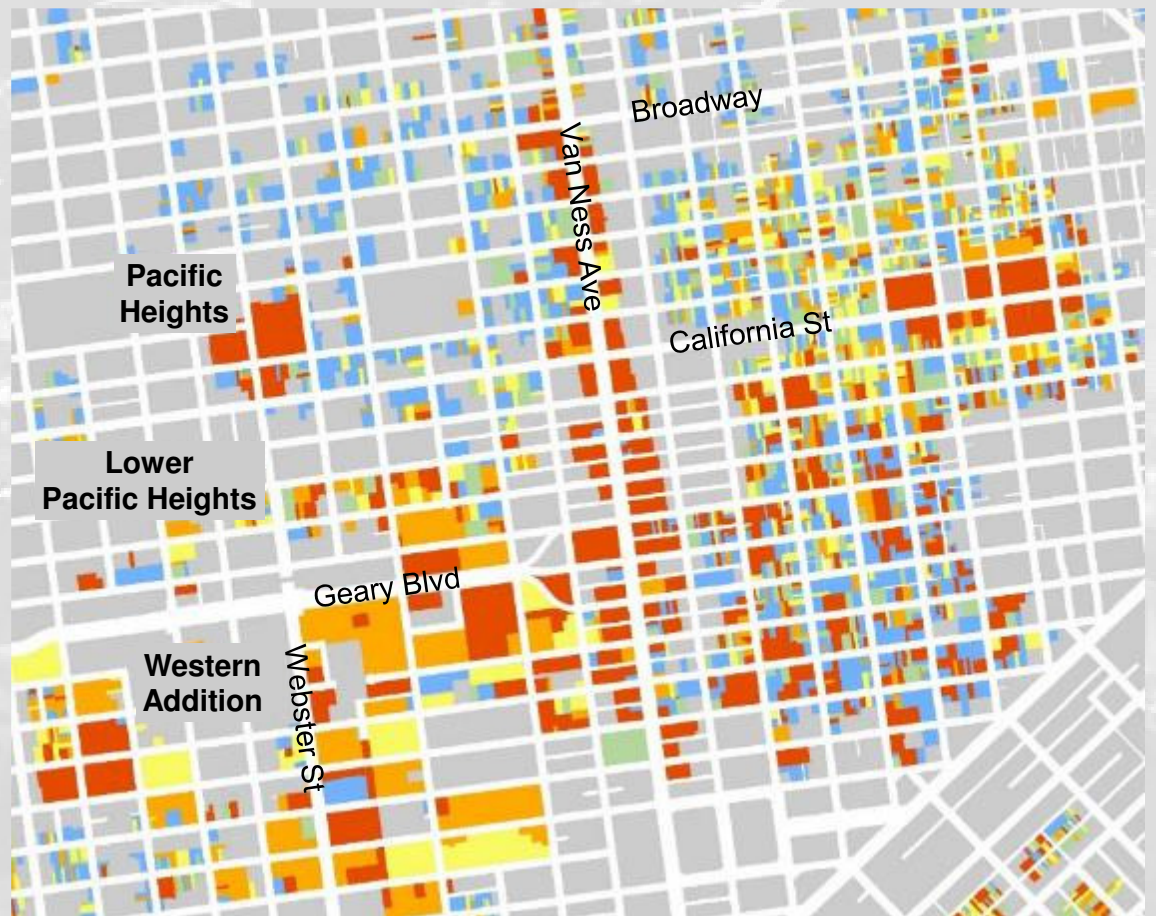 Broadway
Van Ness Ave
Pacific
Heights
California St
Lower
Pacific Heights
Geary Blvd
Western
Addition
Webster St